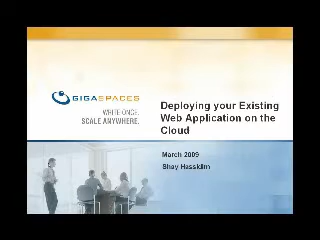 GIGASPACES
WRITE ONCE.
SCALE ANYWHERE.
Deploying your Existing
Web Application on the
Cloud
March 2009
Shay Hassidim